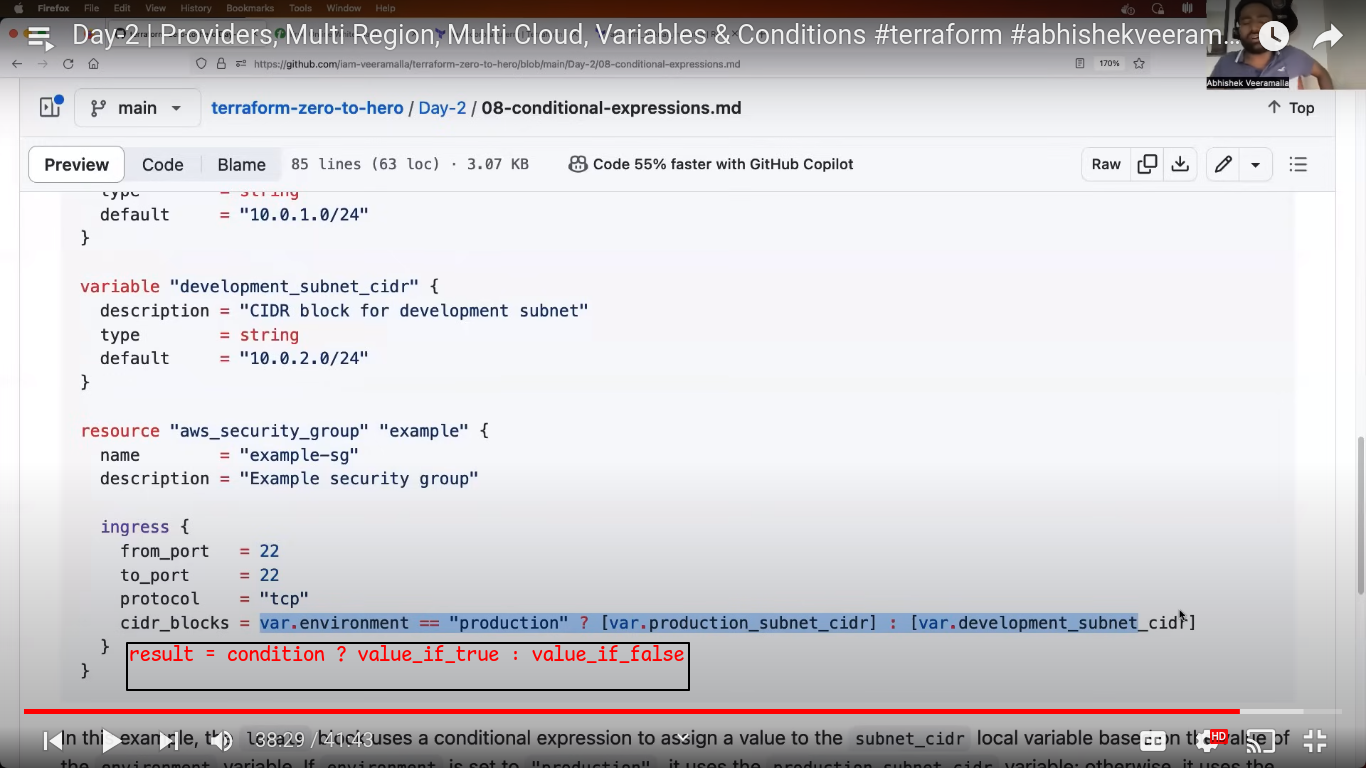 Firefox File Edit View History Bookmarks Tools Window Help
Day-2 | Providers, Multi Region, Multi Cloud, Variables & Conditions #terraform #abhishekveeram...
https://github.com/iam-veeramalla/terraform-zero-to-hero/blob/main/Day-2/08-conditional-expressions.md
170%
Abhishek Veeramalla
main
terraform-zero-to-hero / Day-2 / 08-conditional-expressions.md
Top
Preview Code Blame 85 lines (63 loc) · 3.07 KB Code 55% faster with GitHub Copilot Raw
type = string
default = "10.0.1.0/24"
}
variable "development_subnet_cidr" {
description = "CIDR block for development subnet"
type = string
default = "10.0.2.0/24"
}
resource "aws_security_group" "example" {
name = "example-sg"
description = "Example security group"
ingress {
from_port = 22
to_port = 22
protocol = "tcp"
cidr_blocks = var.environment == "production" ? [var.production_subnet_cidr] : [var.development_subnet_cidr]
}
result = condition ? value_if_true : value_if_false
}
In this example, the locals block uses a conditional expression to assign a value to the subnet_cidr local variable based on the value of
38:29 / 41:43
CC HD
the environment variable. If environment is set to "production", it uses the production_subnet_cidr variable; otherwise, it uses the